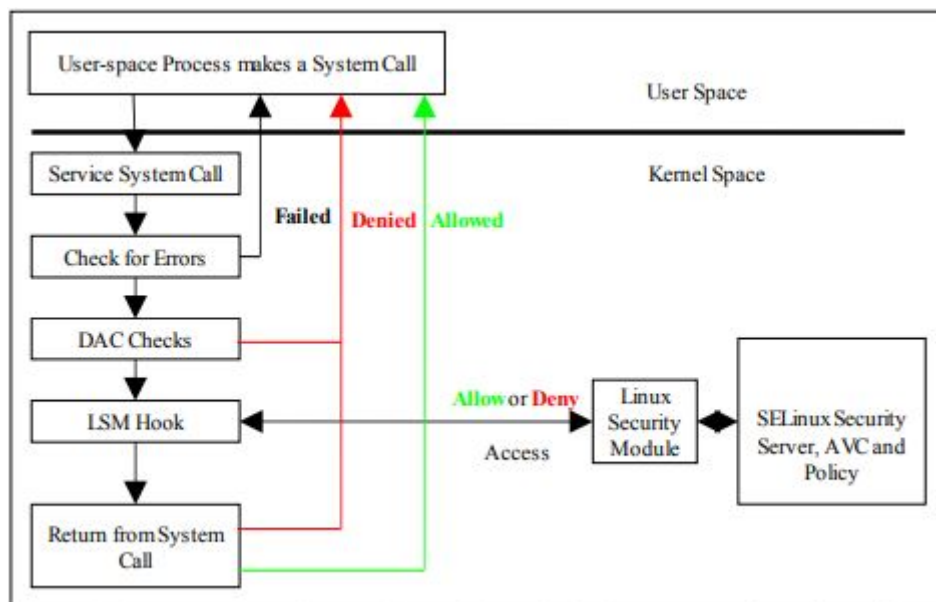 User-space Process makes a System Call
User Space
Service System Call
Kernel Space
Failed
Denied
Allowed
Check for Errors
DAC Checks
LSM Hook
Allow or Deny
Access
Linux
Security
Module
SELinux Security
Server, AVC and
Policy
Return from System
Call